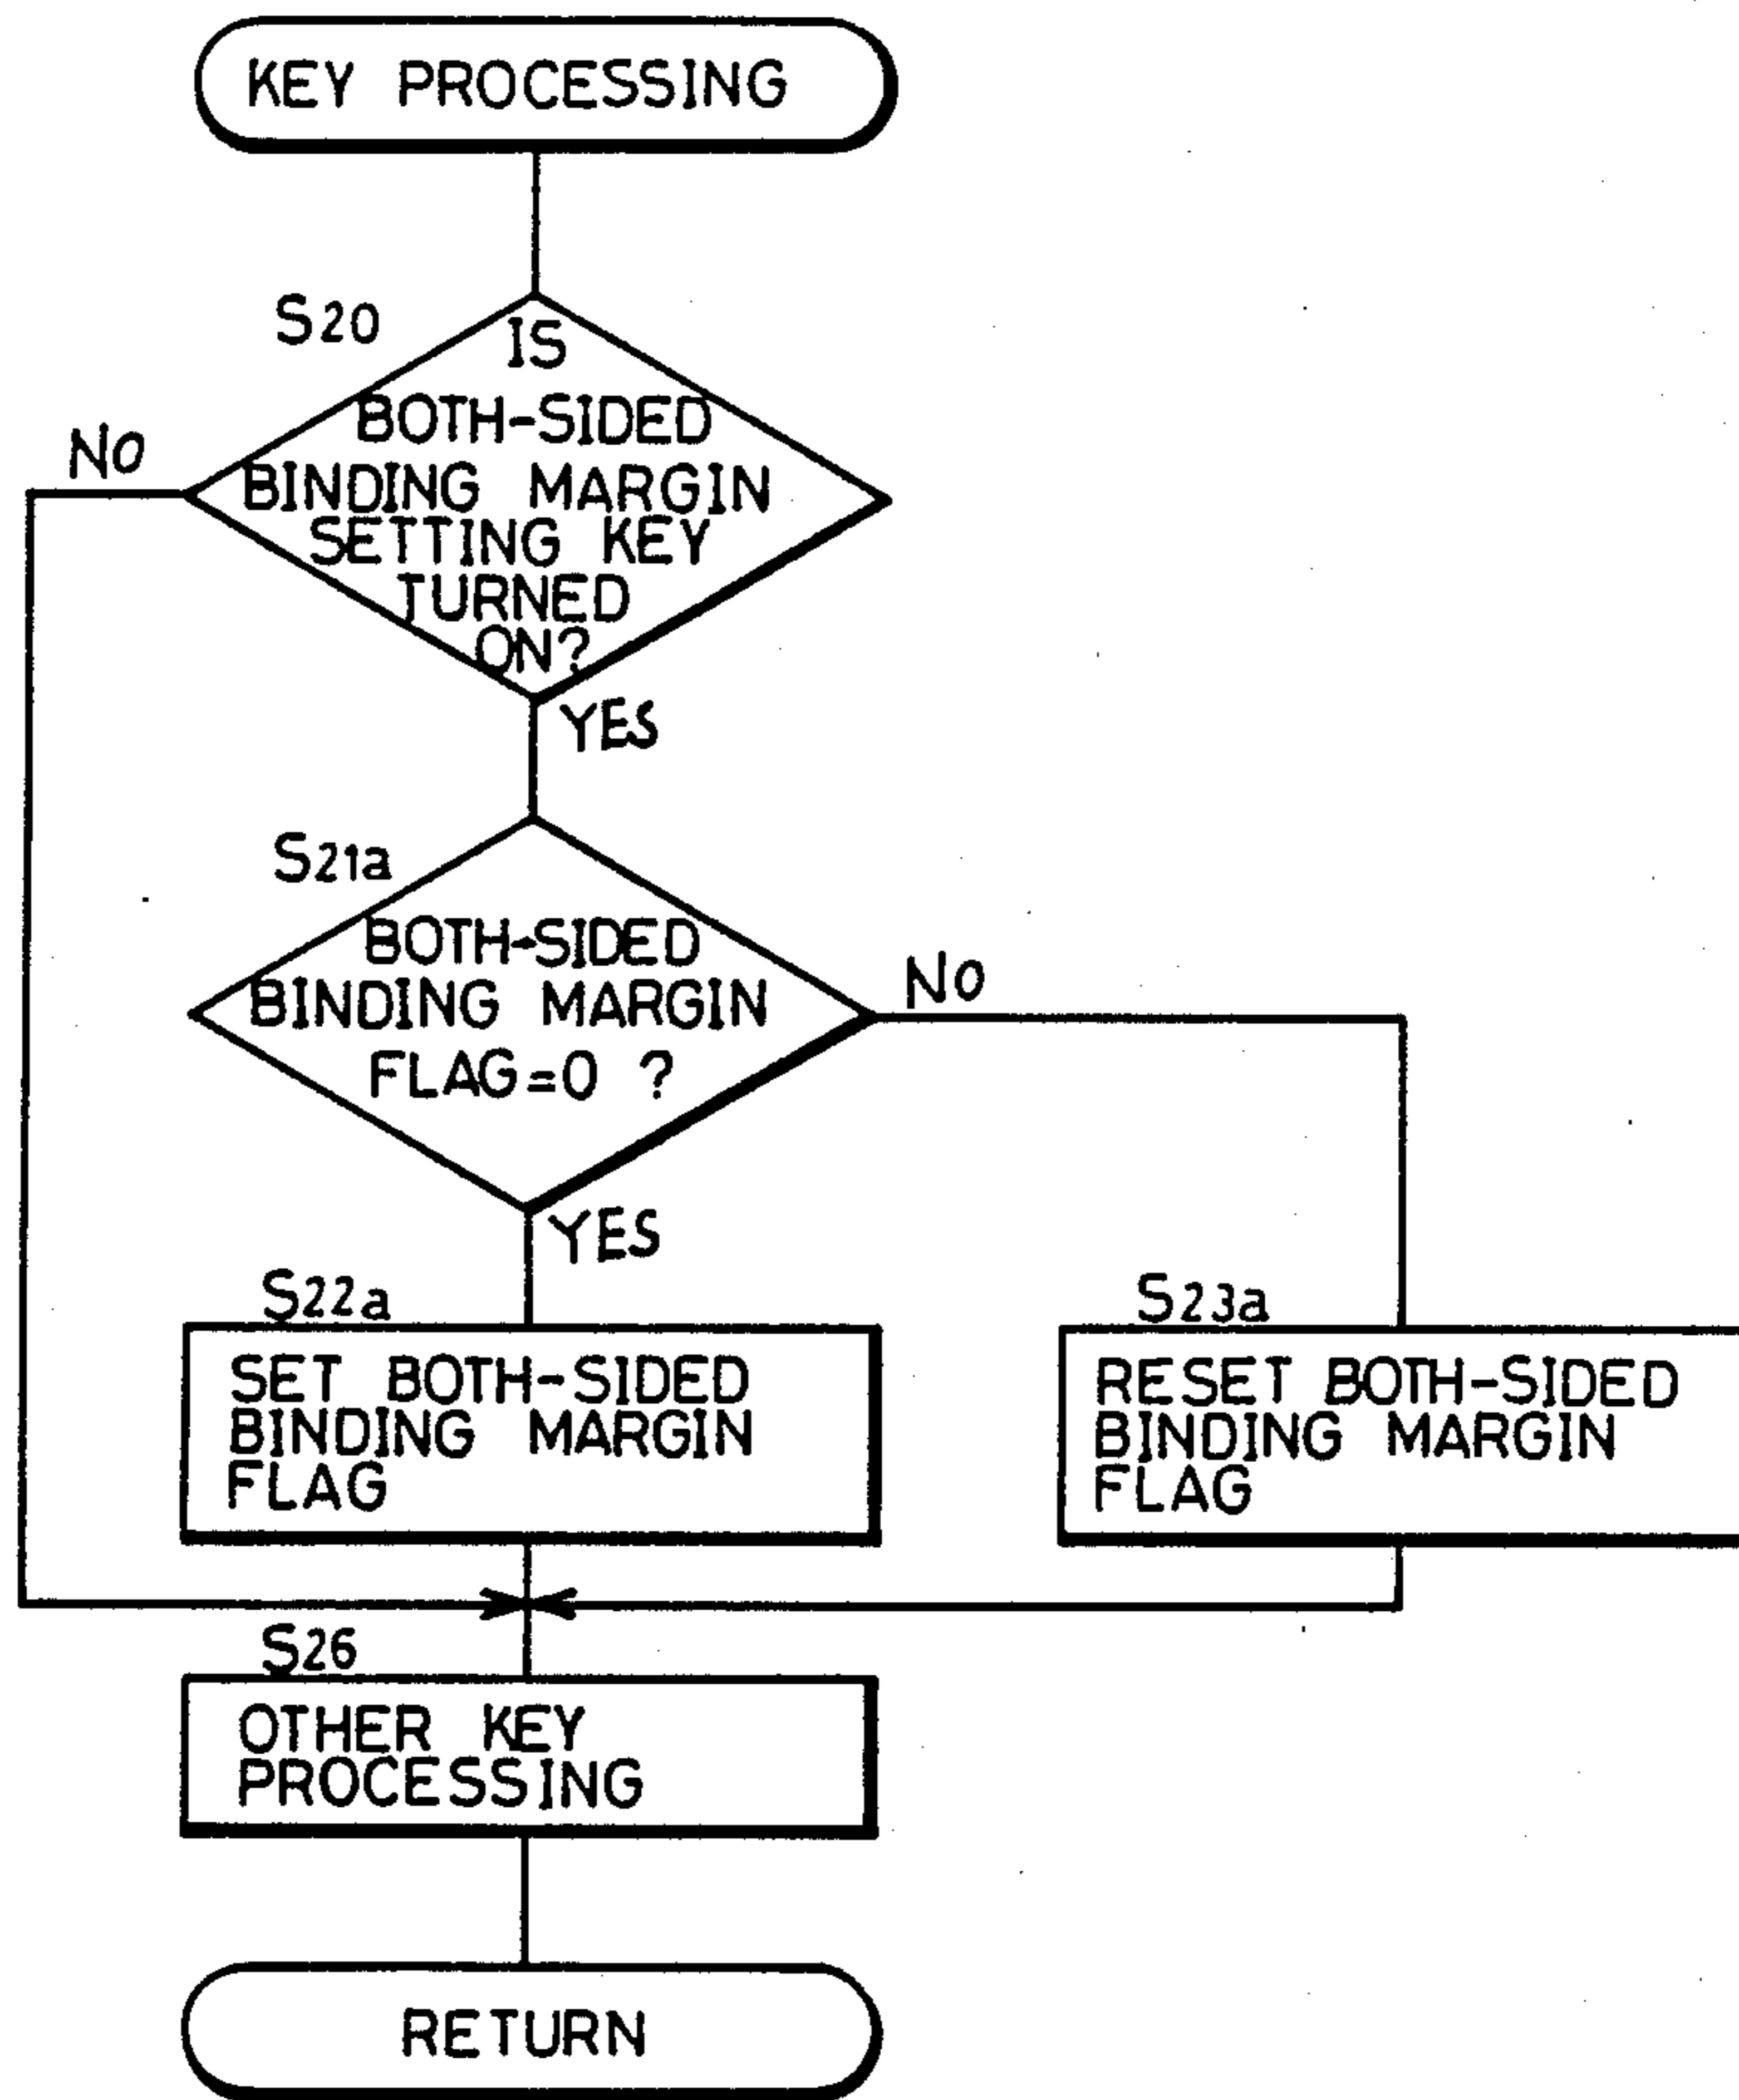 KEY PROCESSING
S20
IS
BOTH-SIDED
NO
BINDING MARGIN
SETTING KEY
TURNED
ON?
YES
S21a
BOTH-SIDED
BINDING MARGIN
FLAG=0 ?
NO
YES
S22a
SET BOTH-SIDED
BINDING MARGIN
FLAG
S23a
RESET BOTH-SIDED
BINDING MARGIN
FLAG
S26
OTHER KEY
PROCESSING
RETURN